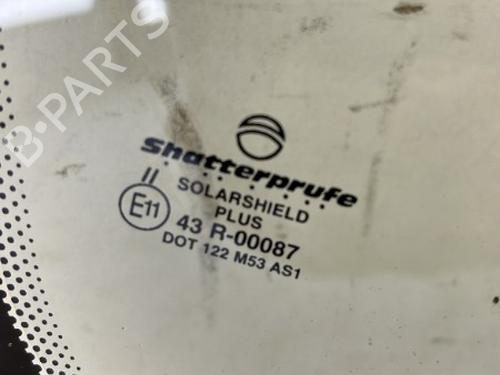 B-PARTS
Shatterprufe
SOLARSHIELD
PLUS
II
E11
43 R-00087
DOT 122 M53 AS1